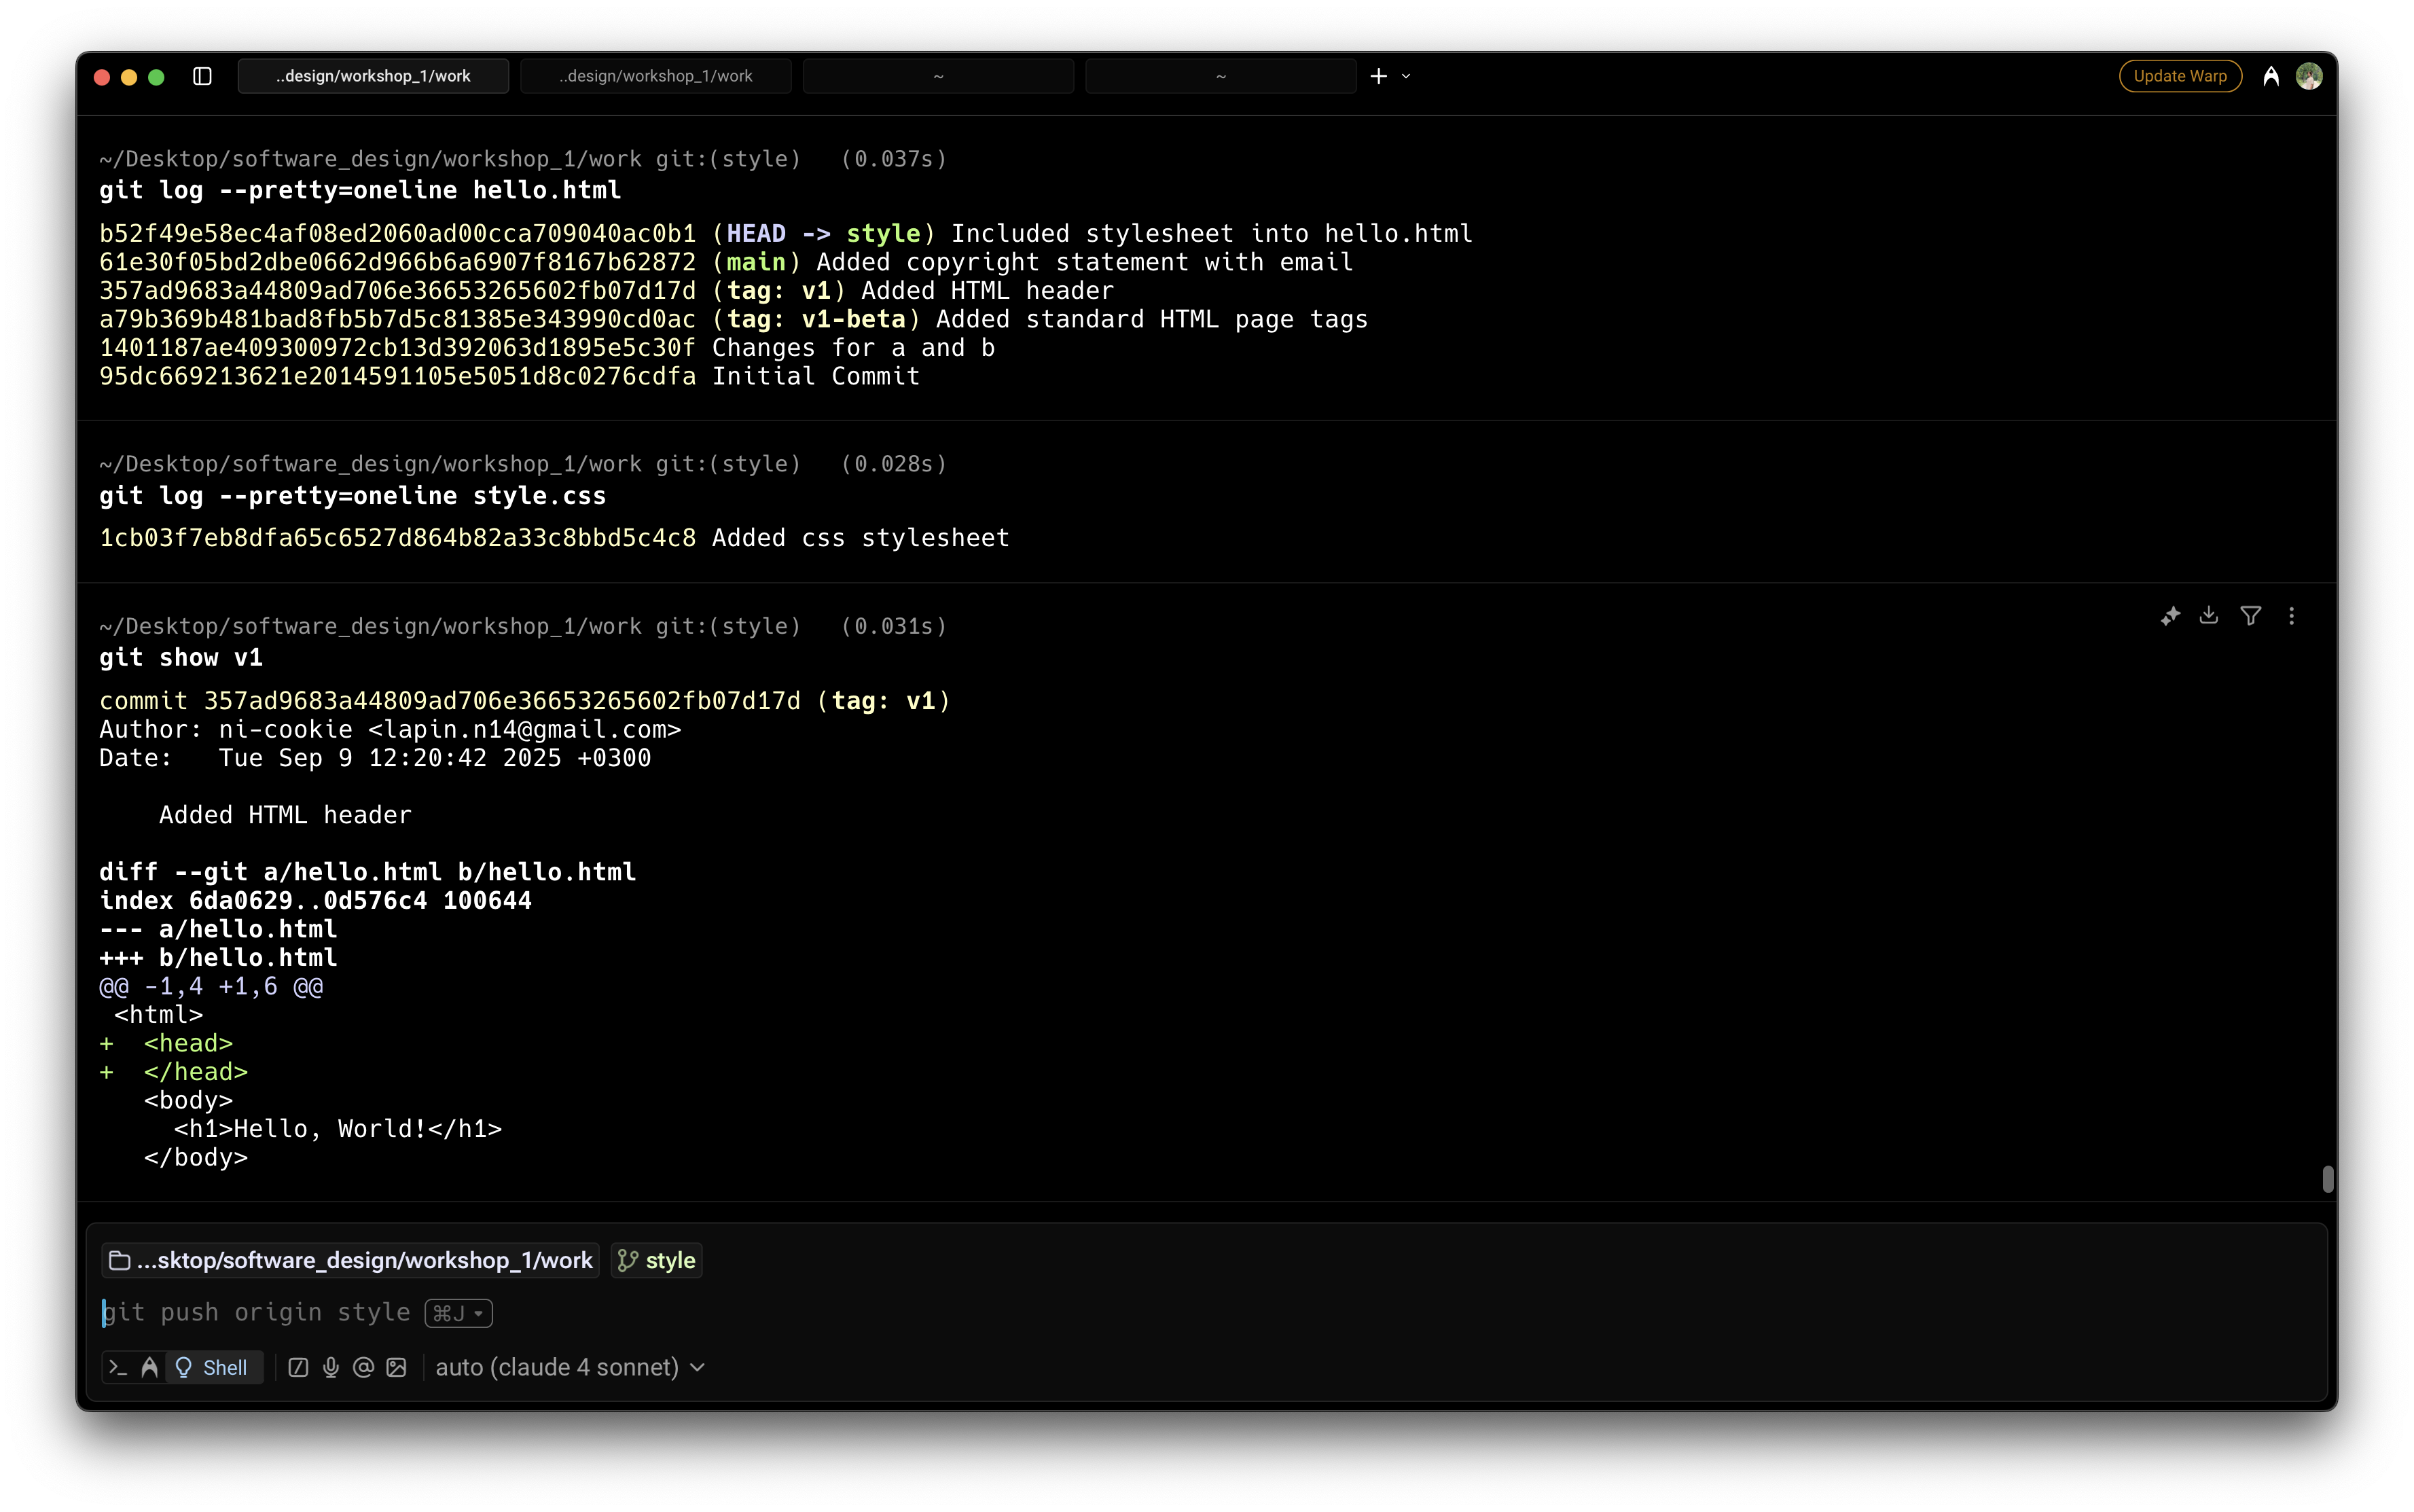 ..design/workshop_1/work ..design/workshop_1/work ~ ~ Update Warp
~/Desktop/software_design/workshop_1/work git:(style) (0.037s)
git log --pretty=oneline hello.html
b52f49e58ec4af08ed2060ad00cca709040ac0b1 (HEAD -> style) Included stylesheet into hello.html
61e30f05bd2dbe0662d966b6a6907f8167b62872 (main) Added copyright statement with email
357ad9683a44809ad706e36653265602fb07d17d (tag: v1) Added HTML header
a79b369b481bad8fb5b7d5c81385e343990cd0ac (tag: v1-beta) Added standard HTML page tags
1401187ae409300972cb13d392063d1895e5c30f Changes for a and b
95dc669213621e2014591105e5051d8c0276cdfa Initial Commit
~/Desktop/software_design/workshop_1/work git:(style) (0.028s)
git log --pretty=oneline style.css
1cb03f7eb8dfa65c6527d864b82a33c8bbd5c4c8 Added css stylesheet
~/Desktop/software_design/workshop_1/work git:(style) (0.031s)
git show v1
commit 357ad9683a44809ad706e36653265602fb07d17d (tag: v1)
Author: ni-cookie <lapin.n14@gmail.com>
Date:   Tue Sep 9 12:20:42 2025 +0300
    Added HTML header
diff --git a/hello.html b/hello.html
index 6da0629..0d576c4 100644
--- a/hello.html
+++ b/hello.html
@@ -1,4 +1,6 @@
 <html>
+  <head>
+  </head>
   <body>
     <h1>Hello, World!</h1>
   </body>
...sktop/software_design/workshop_1/work style
git push origin style ⌘J
Shell auto (claude 4 sonnet)